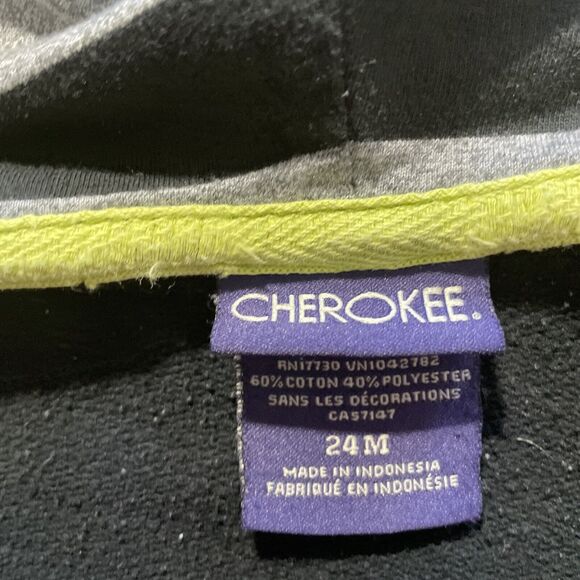 CHEROKEE.
RN17730 VN1042782
60% COTON 40% POLYESTER
SANS LES DÉCORATIONS
CA57147
24M
MADE IN INDONESIA
FABRIQUÉ EN INDONÉSIE